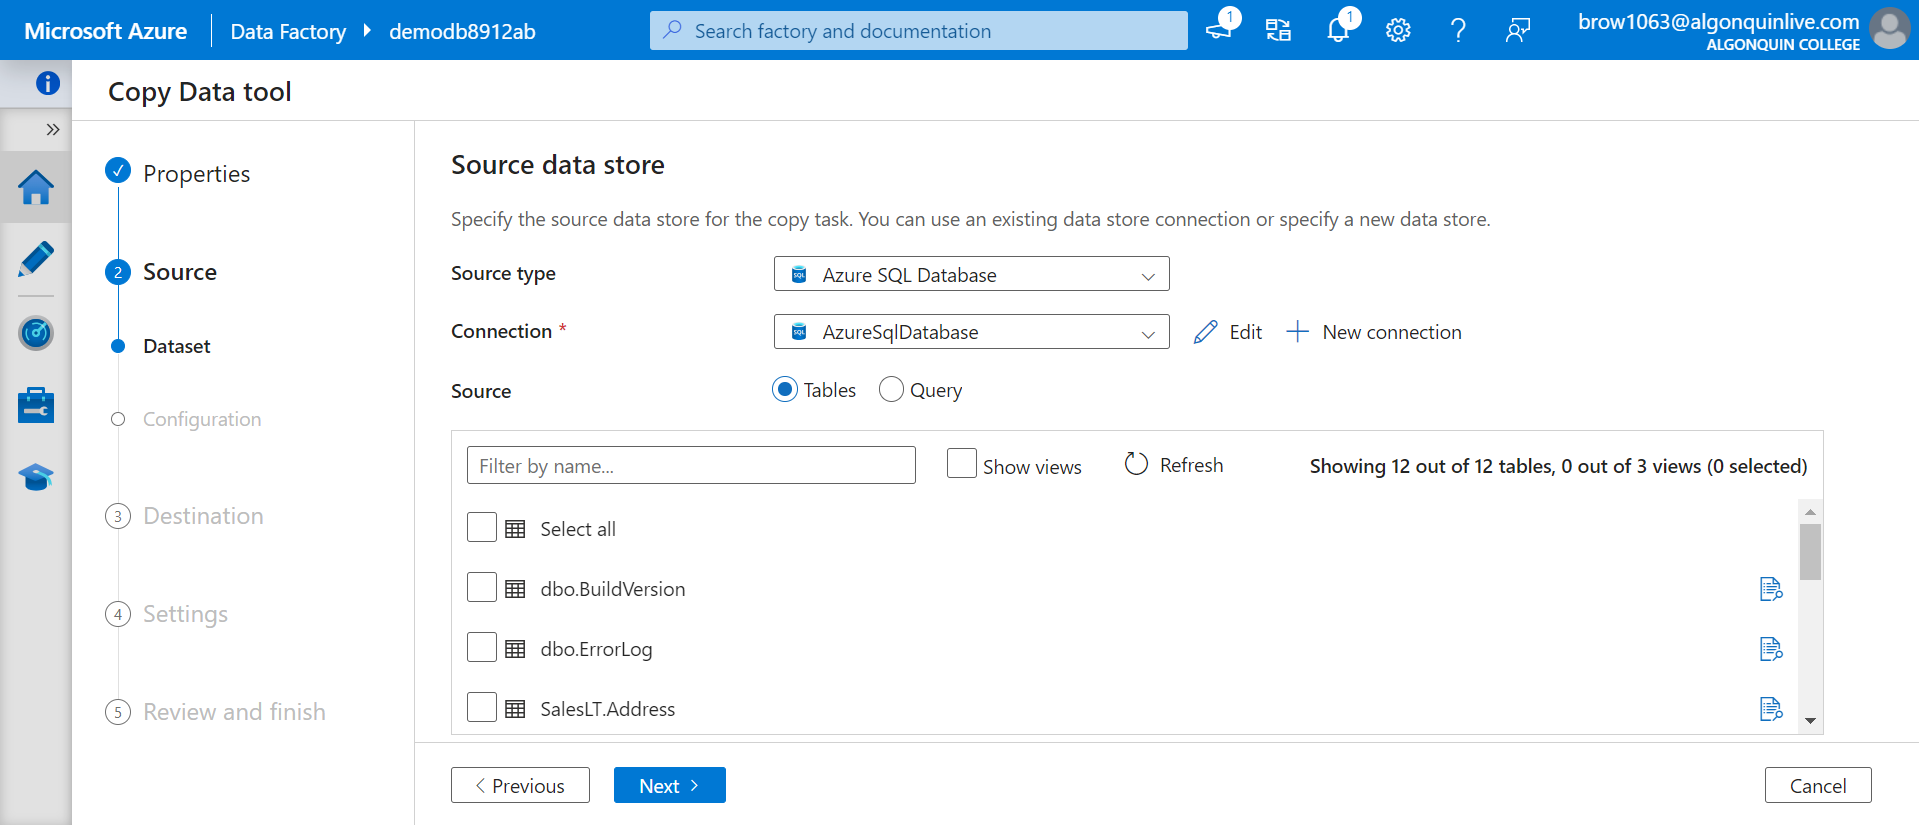 Microsoft Azure
Data Factory
demodb8912ab
Search factory and documentation
1
1
brow1063@algonquinlive.com
ALGONQUIN COLLEGE
Copy Data tool
Properties
2 Source
Dataset
Configuration
3 Destination
4 Settings
5 Review and finish
Source data store
Specify the source data store for the copy task. You can use an existing data store connection or specify a new data store.
Source type
SQL Azure SQL Database
Connection *
SQL AzureSqlDatabase
Edit
New connection
Source
Tables
Query
Filter by name...
Show views
Refresh
Showing 12 out of 12 tables, 0 out of 3 views (0 selected)
Select all
dbo.BuildVersion
dbo.ErrorLog
SalesLT.Address
Previous
Next
Cancel